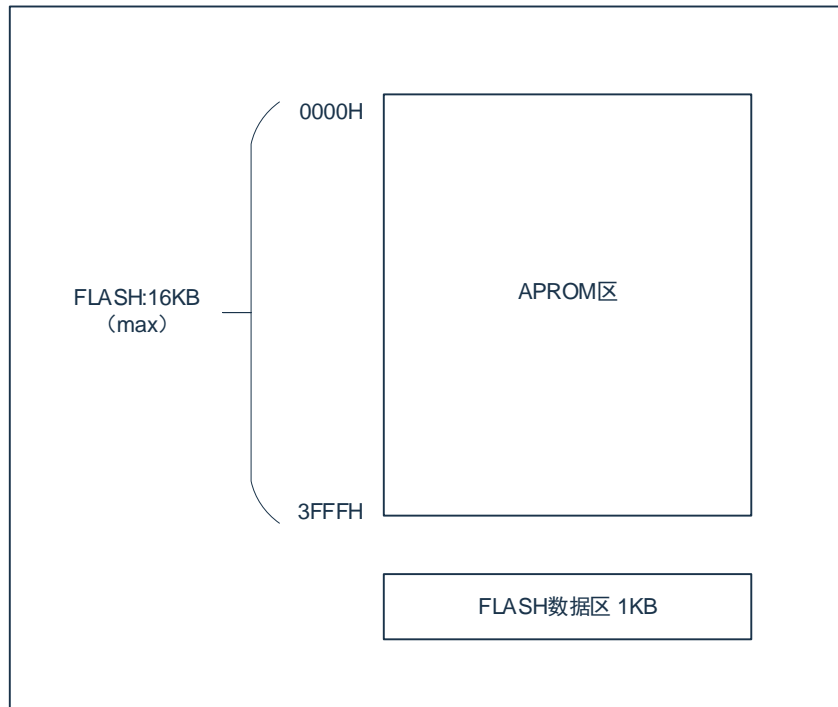 0000H
FLASH:16KB
（max）
APROM区
3FFFH
FLASH数据区 1KB